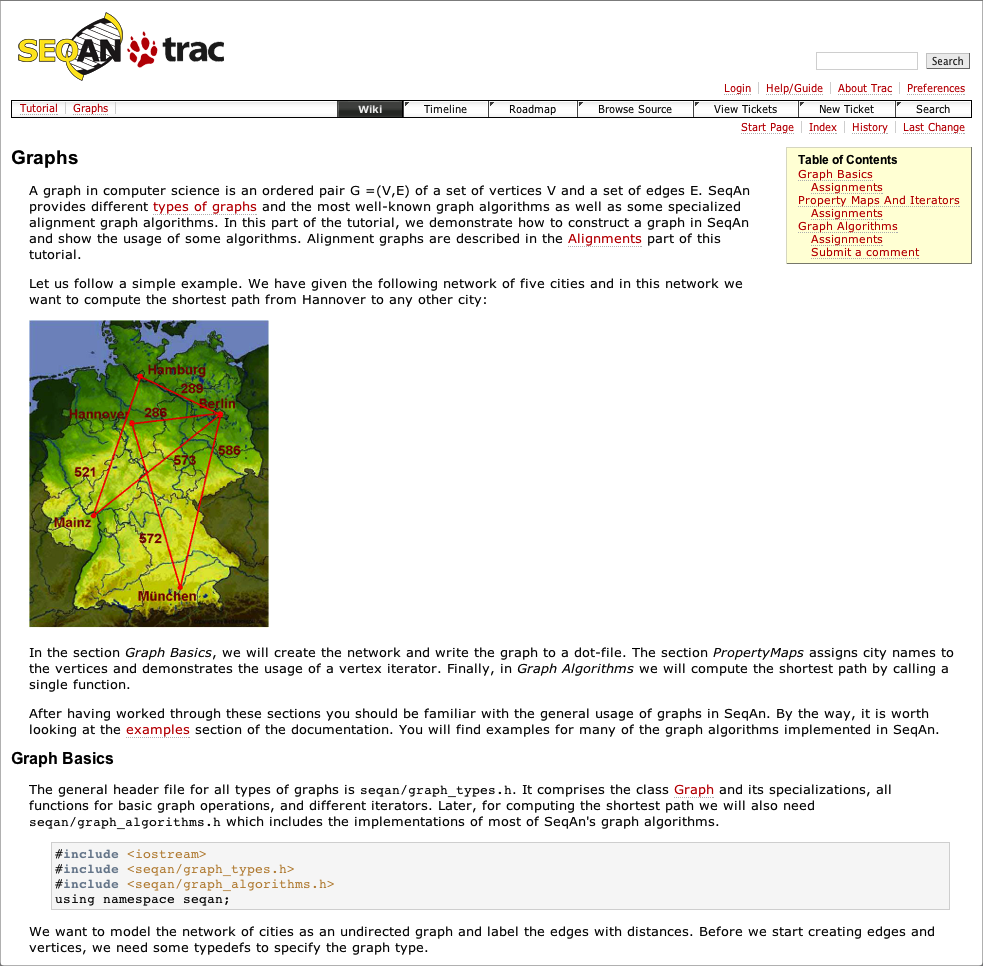 SEQAN trac
Search
Login Help/Guide About Trac Preferences
Tutorial Graphs Wiki Timeline Roadmap Browse Source View Tickets New Ticket Search
Start Page Index History Last Change
Graphs
A graph in computer science is an ordered pair G =(V,E) of a set of vertices V and a set of edges E. SeqAn
provides different types of graphs and the most well-known graph algorithms as well as some specialized
alignment graph algorithms. In this part of the tutorial, we demonstrate how to construct a graph in SeqAn
and show the usage of some algorithms. Alignment graphs are described in the Alignments part of this
tutorial.
Let us follow a simple example. We have given the following network of five cities and in this network we
want to compute the shortest path from Hannover to any other city:
Table of Contents
Graph Basics
Assignments
Property Maps And Iterators
Assignments
Graph Algorithms
Assignments
Submit a comment
Hamburg
289
Berlin
Hannover 286
586
573
521
Mainz
572
München
In the section Graph Basics, we will create the network and write the graph to a dot-file. The section PropertyMaps assigns city names to
the vertices and demonstrates the usage of a vertex iterator. Finally, in Graph Algorithms we will compute the shortest path by calling a
single function.
After having worked through these sections you should be familiar with the general usage of graphs in SeqAn. By the way, it is worth
looking at the examples section of the documentation. You will find examples for many of the graph algorithms implemented in SeqAn.
Graph Basics
The general header file for all types of graphs is seqan/graph_types.h. It comprises the class Graph and its specializations, all
functions for basic graph operations, and different iterators. Later, for computing the shortest path we will also need
seqan/graph_algorithms.h which includes the implementations of most of SeqAn's graph algorithms.
#include <iostream>
#include <seqan/graph_types.h>
#include <seqan/graph_algorithms.h>
using namespace seqan;
We want to model the network of cities as an undirected graph and label the edges with distances. Before we start creating edges and
vertices, we need some typedefs to specify the graph type.